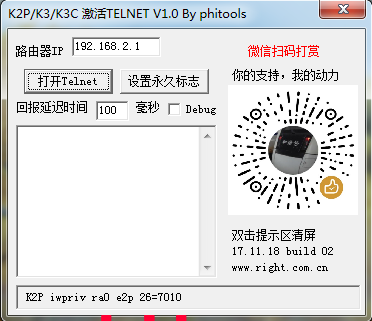 K2P/K3/K3C 激活TELNET V1.0 By phitools
路由器IP 192.168.2.1
微信扫码打赏
你的支持，我的动力
打开Telnet 设置永久标志
回报延迟时间 100 毫秒 Debug
双击提示区清屏
17.11.18 build 02
www.right.com.cn
K2P iwpriv ra0 e2p 26=7010